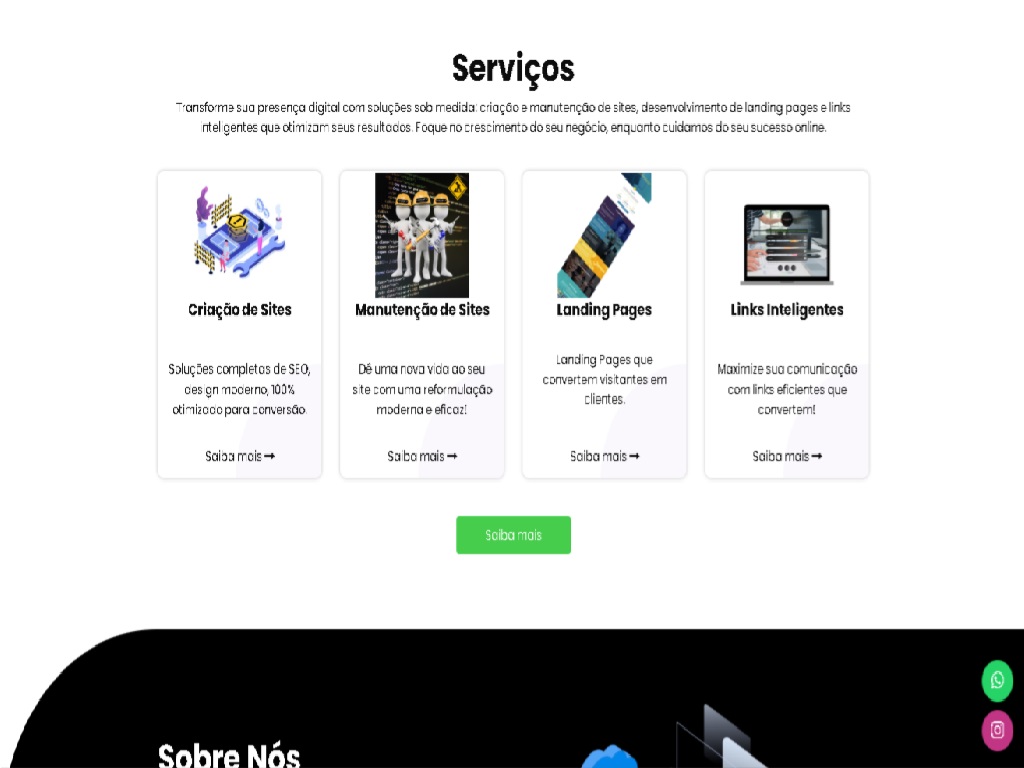 Serviços
Transforme sua presença digital com soluções sob medida: criação e manutenção de sites, desenvolvimento de landing pages e links
inteligentes que otimizam seus resultados. Foque no crescimento do seu negócio, enquanto cuidamos do seu sucesso online.
Criação de Sites
Soluções completas de SEO,
design moderno, 100%
otimizado para conversão.
Saiba mais ➞
Manutenção de Sites
Dê uma nova vida ao seu
site com uma reformulação
moderna e eficaz!
Saiba mais ➞
Landing Pages
Landing Pages que
convertem visitantes em
clientes.
Saiba mais ➞
Links Inteligentes
Maximize sua comunicação
com links eficientes que
convertem!
Saiba mais ➞
Saiba mais
Sobre Nós